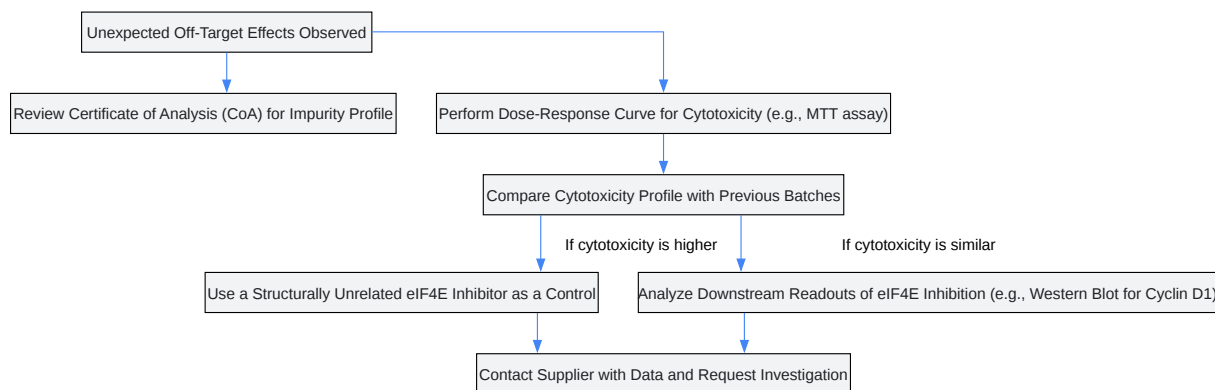 Unexpected Off-Target Effects Observed
Review Certificate of Analysis (CoA) for Impurity Profile
Perform Dose-Response Curve for Cytotoxicity (e.g., MTT assay)
Compare Cytotoxicity Profile with Previous Batches
If cytotoxicity is higher
If cytotoxicity is similar
Use a Structurally Unrelated eIF4E Inhibitor as a Control
Analyze Downstream Readouts of eIF4E Inhibition (e.g., Western Blot for Cyclin D1)
Contact Supplier with Data and Request Investigation